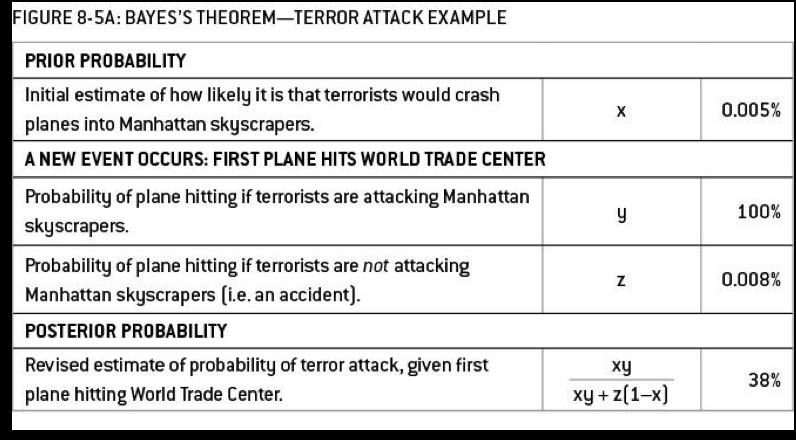 FIGURE 8-5A: BAYES'S THEOREM—TERROR ATTACK EXAMPLE
PRIOR PROBABILITY
Initial estimate of how likely it is that terrorists would crash
planes into Manhattan skyscrapers.
x
0.005%
A NEW EVENT OCCURS: FIRST PLANE HITS WORLD TRADE CENTER
Probability of plane hitting if terrorists are attacking Manhattan
skyscrapers.
y
100%
Probability of plane hitting if terrorists are not attacking
Manhattan skyscrapers (i.e. an accident).
z
0.008%
POSTERIOR PROBABILITY
Revised estimate of probability of terror attack, given first
plane hitting World Trade Center.
xy
xy + z(1–x)
38%